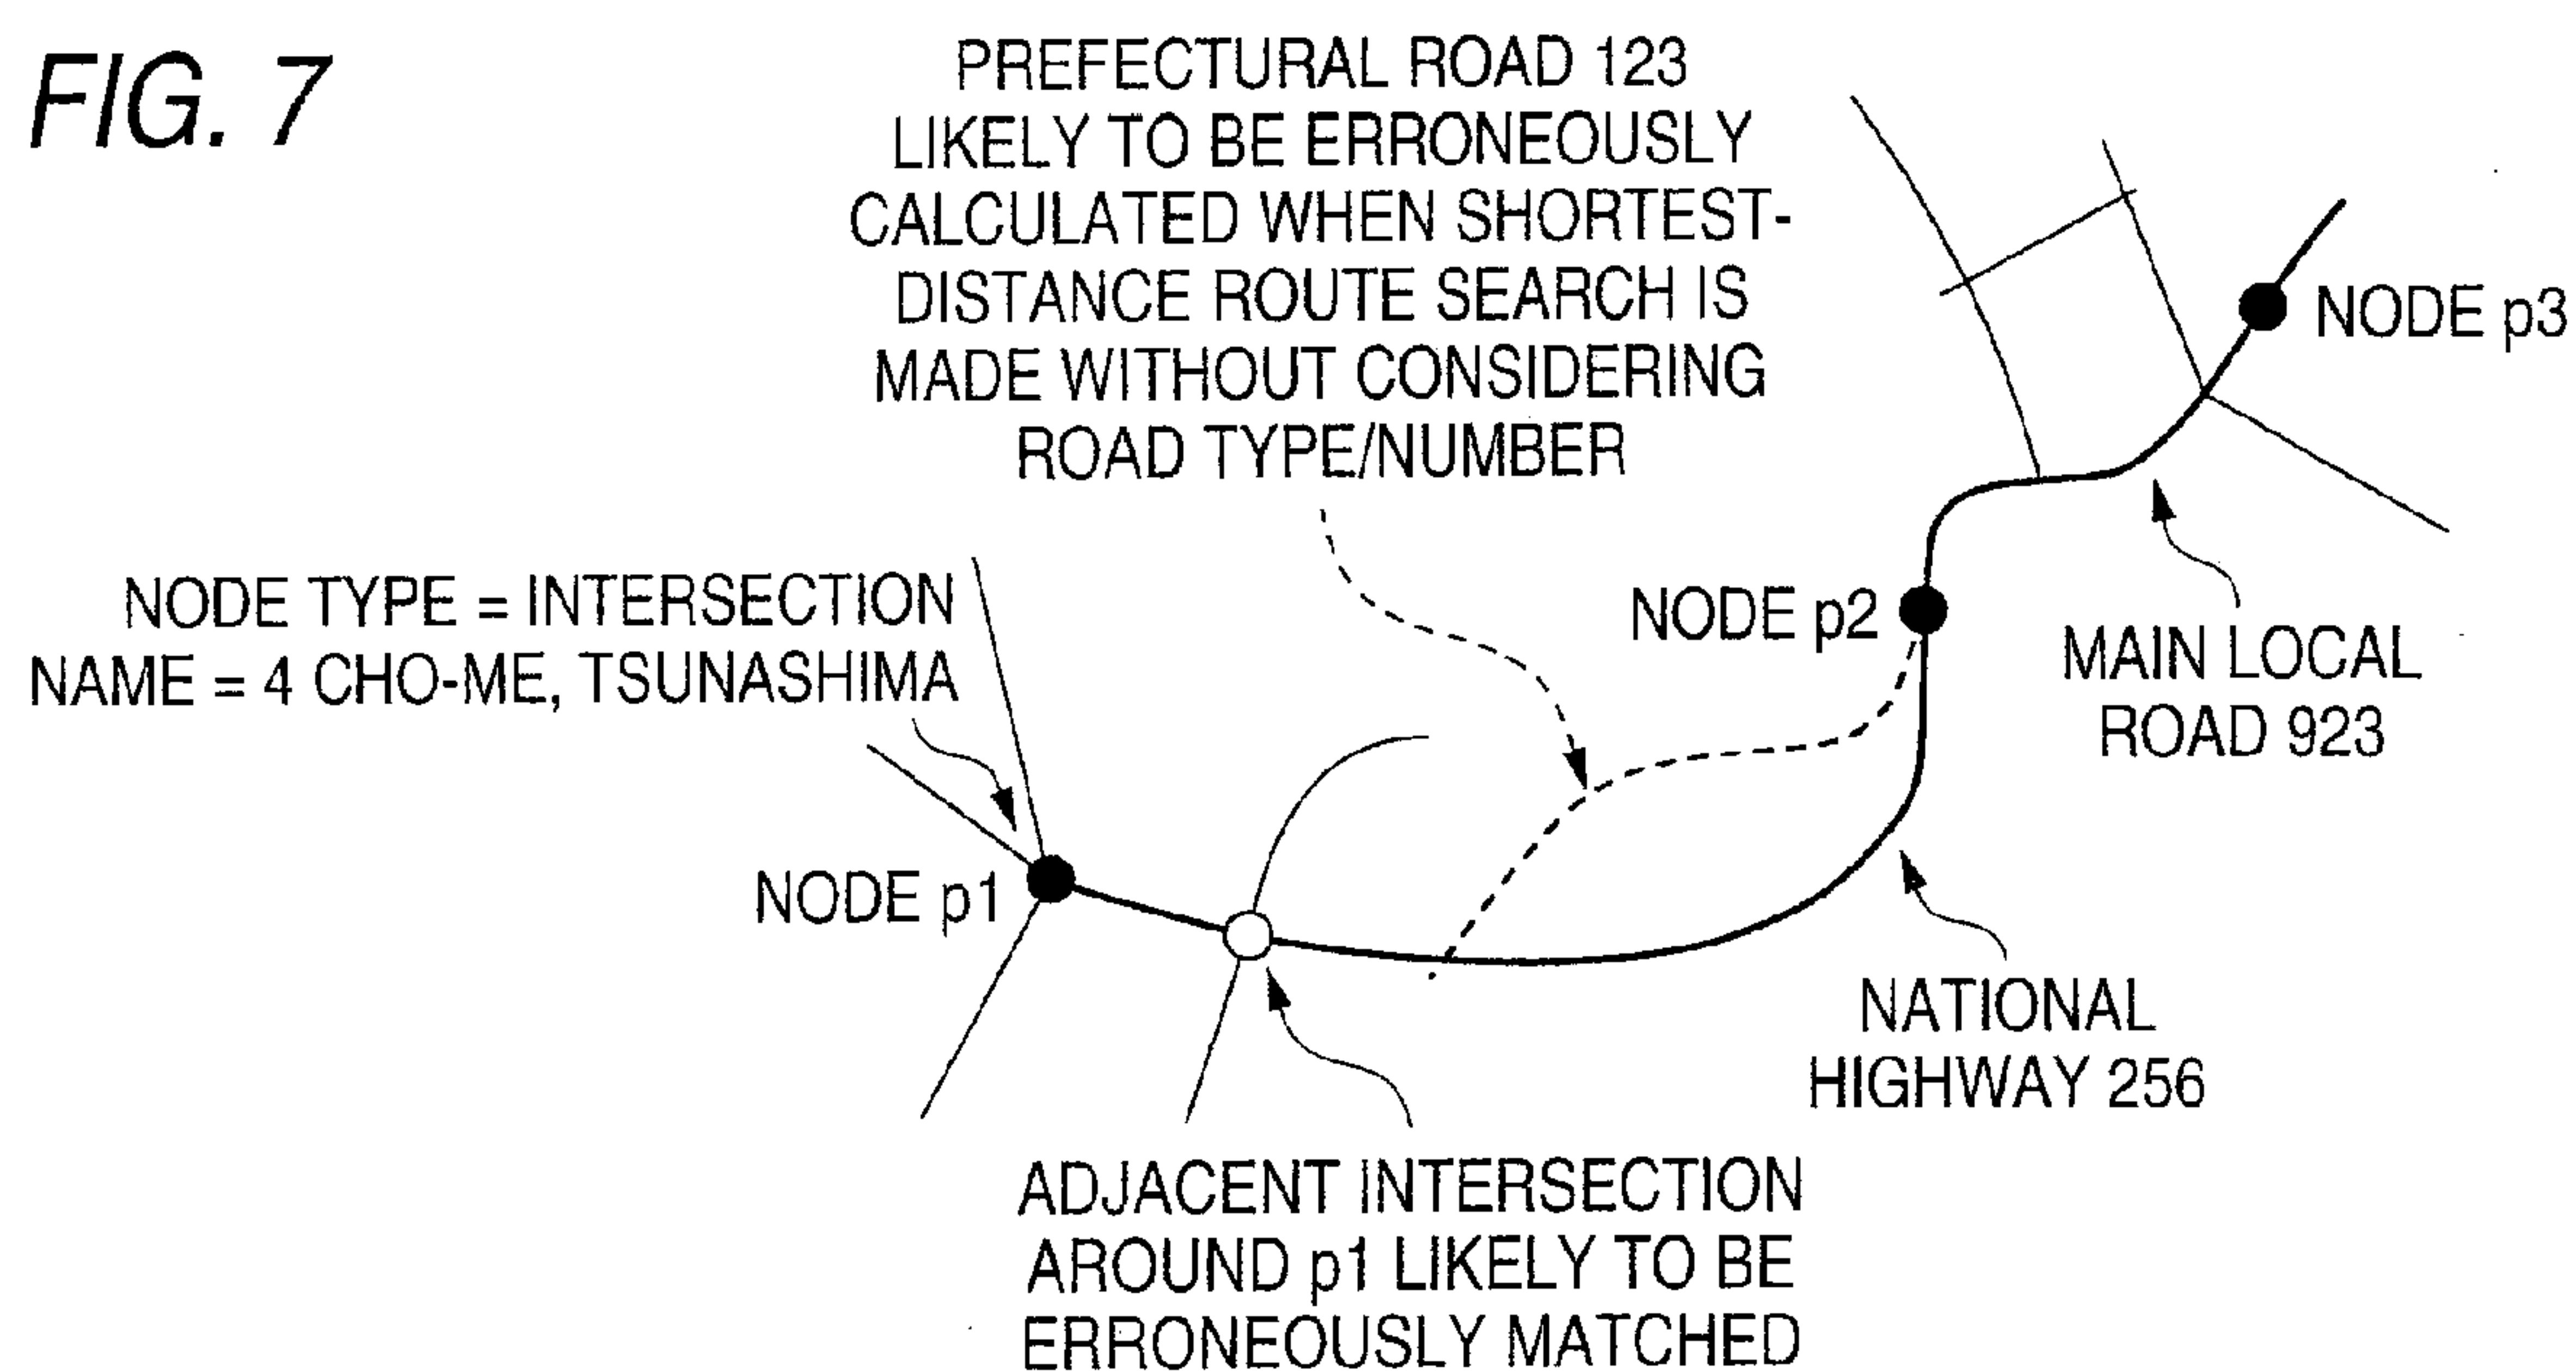 FIG. 7
PREFECTURAL ROAD 123
LIKELY TO BE ERRONEOUSLY
CALCULATED WHEN SHORTEST-
DISTANCE ROUTE SEARCH IS
MADE WITHOUT CONSIDERING
ROAD TYPE/NUMBER
NODE p3
NODE TYPE = INTERSECTION
NAME = 4 CHO-ME, TSUNASHIMA
NODE p2
MAIN LOCAL
ROAD 923
NODE p1
NATIONAL
HIGHWAY 256
ADJACENT INTERSECTION
AROUND p1 LIKELY TO BE
ERRONEOUSLY MATCHED